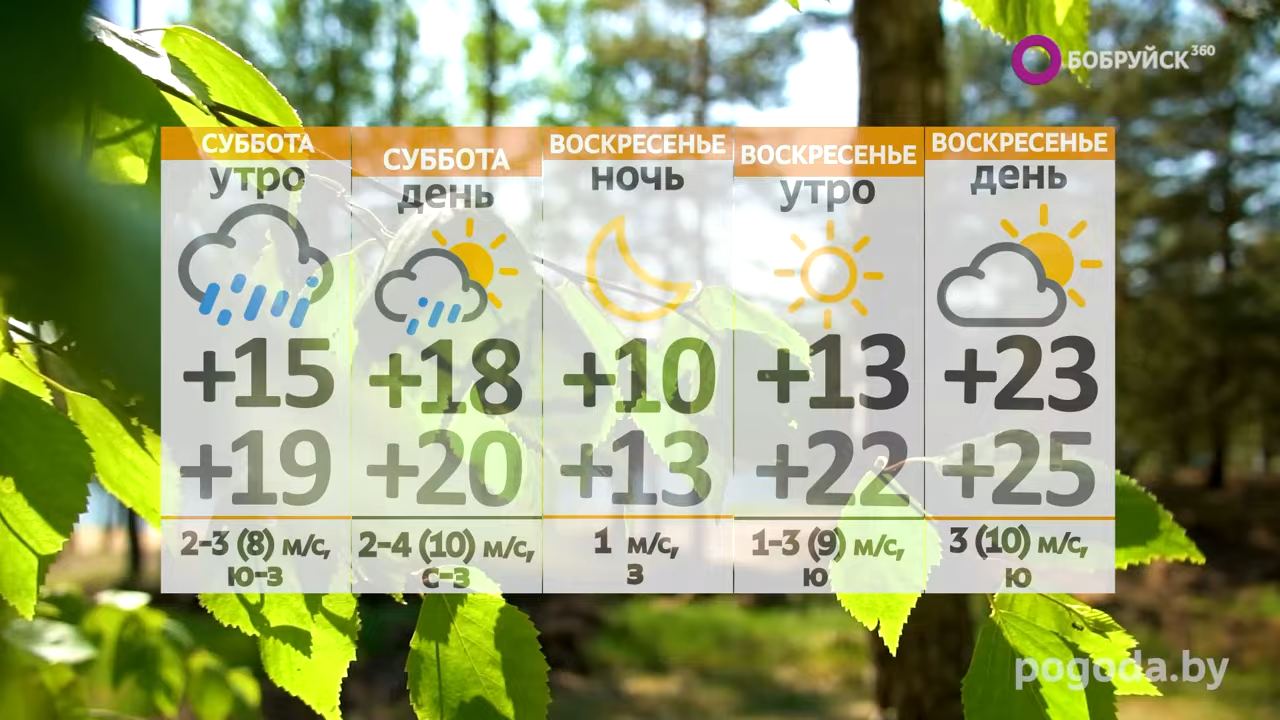 БОБРУЙСК360
СУББОТА
утро
+15
+19
2-3 (8) м/с,
ю-з
СУББОТА
день
+18
+20
2-4 (10) м/с,
с-з
ВОСКРЕСЕНЬЕ
ночь
+10
+13
1 м/с,
з
ВОСКРЕСЕНЬЕ
утро
+13
+22
1-3 (9) м/с,
ю
ВОСКРЕСЕНЬЕ
день
+23
+25
3 (10) м/с,
ю
pogoda.by